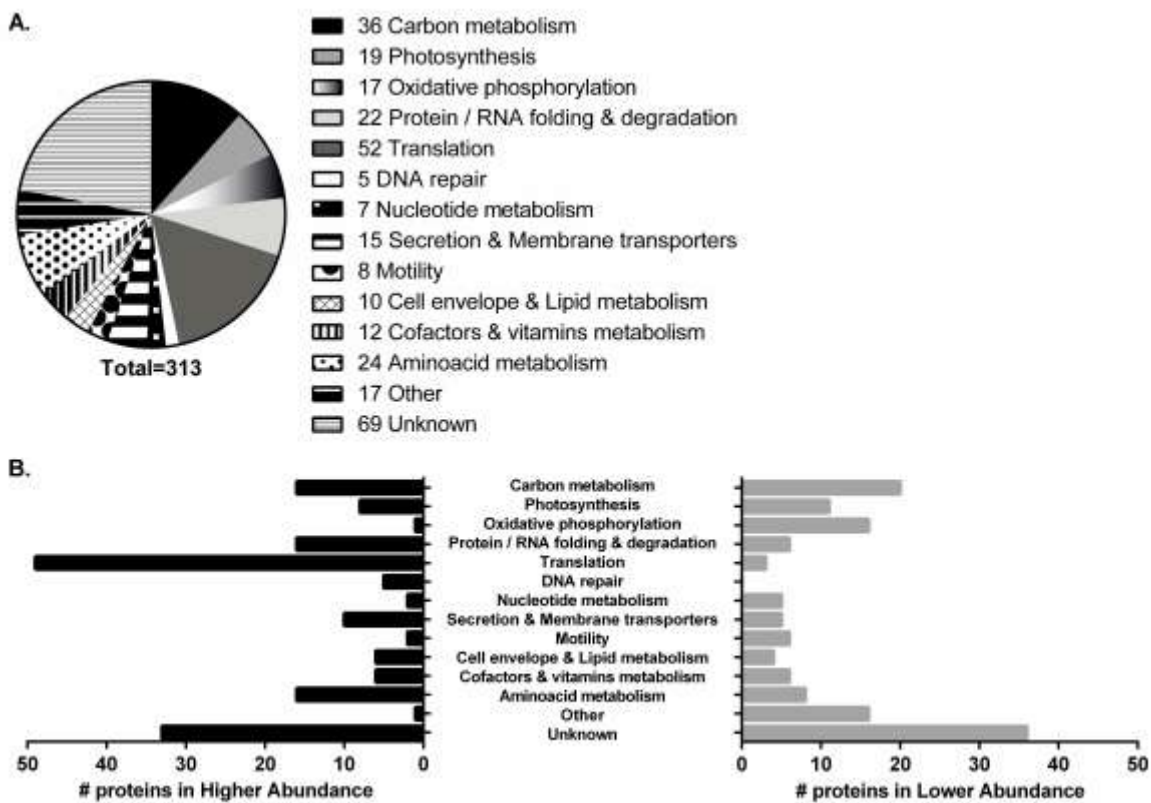 A.
36 Carbon metabolism
19 Photosynthesis
17 Oxidative phosphorylation
22 Protein / RNA folding & degradation
52 Translation
5 DNA repair
7 Nucleotide metabolism
15 Secretion & Membrane transporters
8 Motility
10 Cell envelope & Lipid metabolism
12 Cofactors & vitamins metabolism
24 Aminoacid metabolism
17 Other
69 Unknown
Total=313
B.
Carbon metabolism
Photosynthesis
Oxidative phosphorylation
Protein / RNA folding & degradation
Translation
DNA repair
Nucleotide metabolism
Secretion & Membrane transporters
Motility
Cell envelope & Lipid metabolism
Cofactors & vitamins metabolism
Aminoacid metabolism
Other
Unknown
50 40 30 20 10 0
0 10 20 30 40 50
# proteins in Higher Abundance
# proteins in Lower Abundance